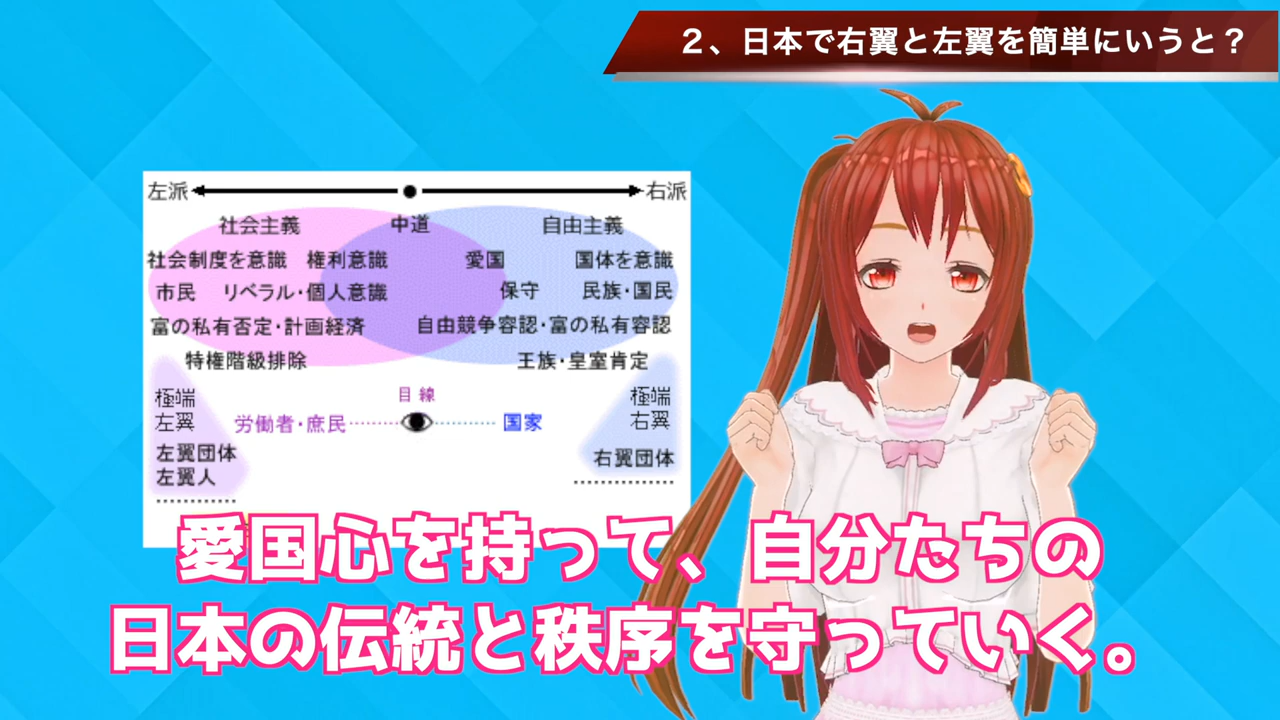 ２、日本で右翼と左翼を簡単にいうと？
左派 右派
社会主義 中道 自由主義
社会制度を意識 権利意識 愛国 国体を意識
市民 リベラル・個人意識 保守 民族・国民
富の私有否定・計画経済 自由競争容認・富の私有容認
特権階級排除 王族・皇室肯定
極端 目線 極端
左翼 労働者・庶民 国家 右翼
左翼団体 右翼団体
左翼人
愛国心を持って、自分たちの
日本の伝統と秩序を守っていく。